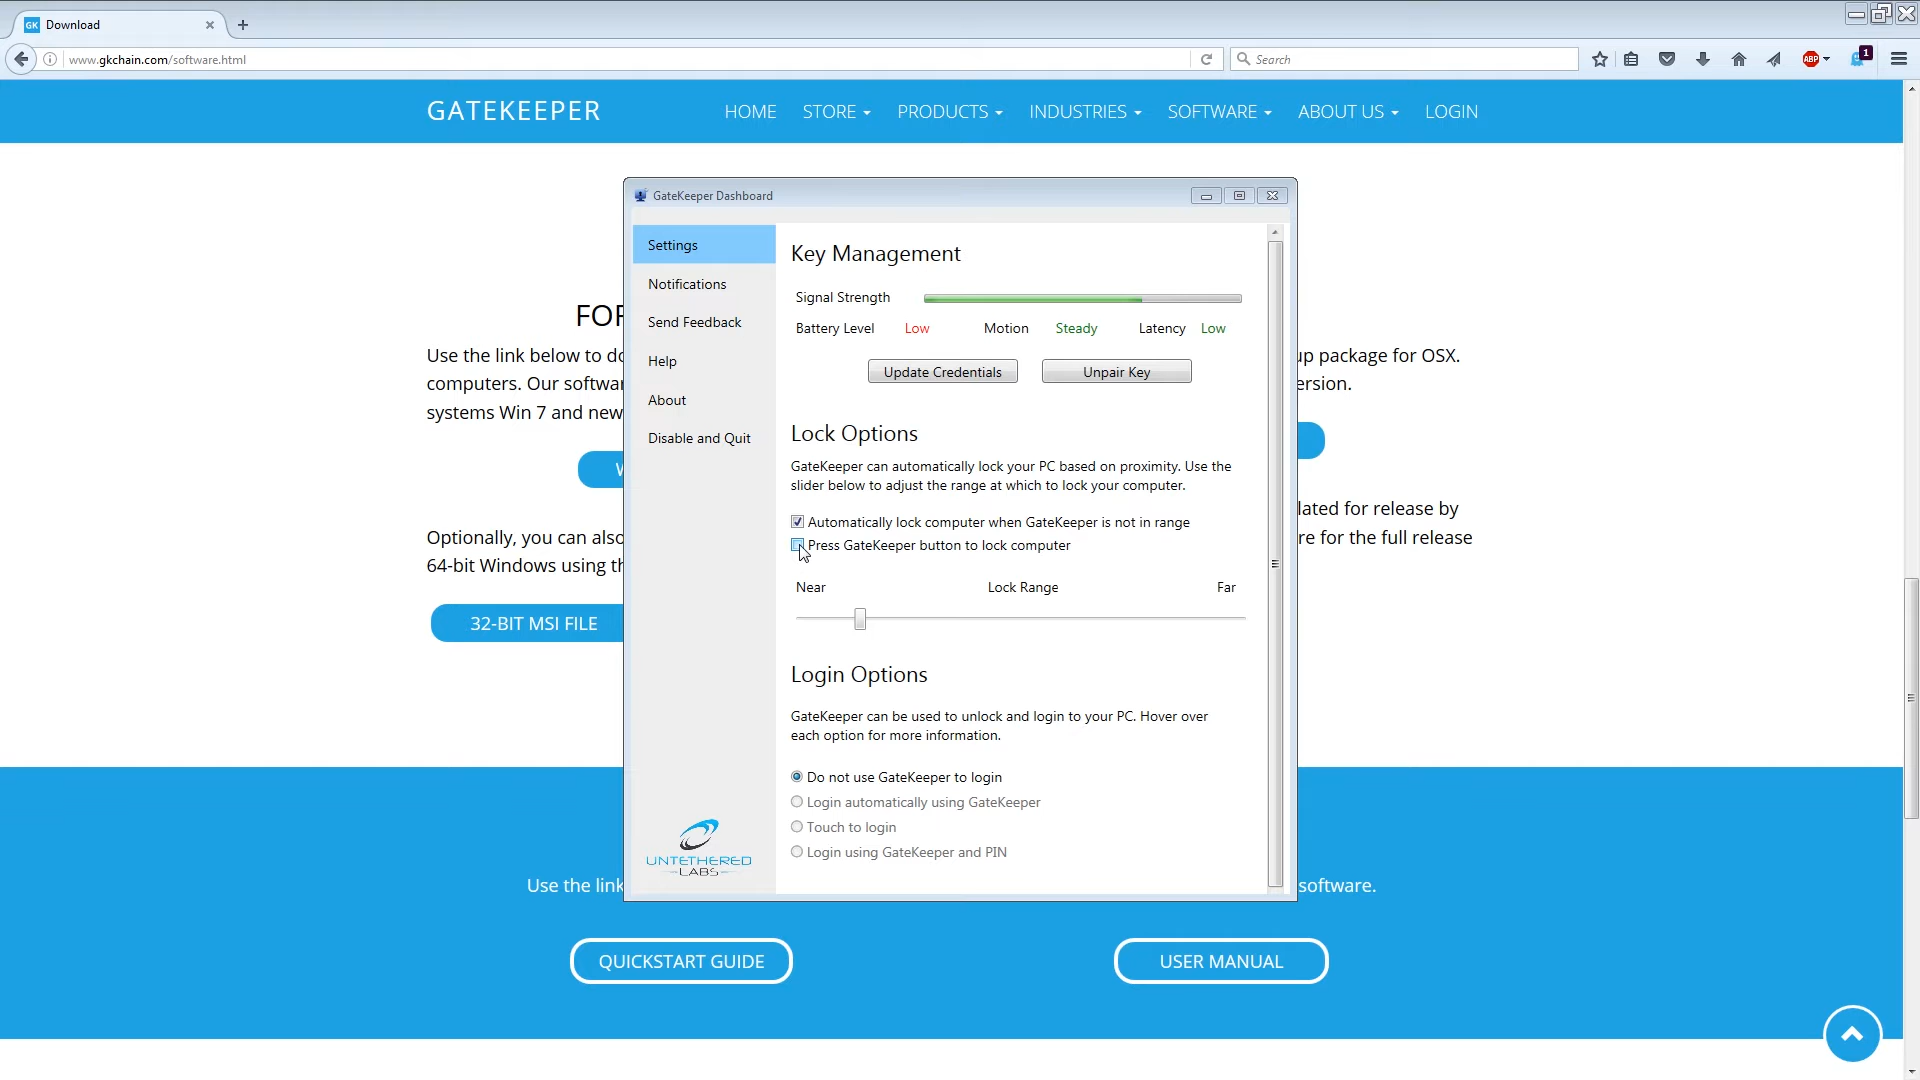 GK Download
www.gkchain.com/software.html
Search
ABP
1
GATEKEEPER
HOME
STORE
PRODUCTS
INDUSTRIES
SOFTWARE
ABOUT US
LOGIN
GateKeeper Dashboard
Settings
Notifications
Send Feedback
Help
About
Disable and Quit
UNTETHERED
LABS
Key Management
Signal Strength
Battery Level Low Motion Steady Latency Low
Update Credentials Unpair Key
Lock Options
GateKeeper can automatically lock your PC based on proximity. Use the
slider below to adjust the range at which to lock your computer.
Automatically lock computer when GateKeeper is not in range
Press GateKeeper button to lock computer
Near Lock Range Far
Login Options
GateKeeper can be used to unlock and login to your PC. Hover over
each option for more information.
Do not use GateKeeper to login
Login automatically using GateKeeper
Touch to login
Login using GateKeeper and PIN
FOR
Use the link below to do
computers. Our softwar
systems Win 7 and new
W
Optionally, you can also
64-bit Windows using th
32-BIT MSI FILE
up package for OSX.
ersion.
lated for release by
re for the full release
Use the link
software.
QUICKSTART GUIDE
USER MANUAL